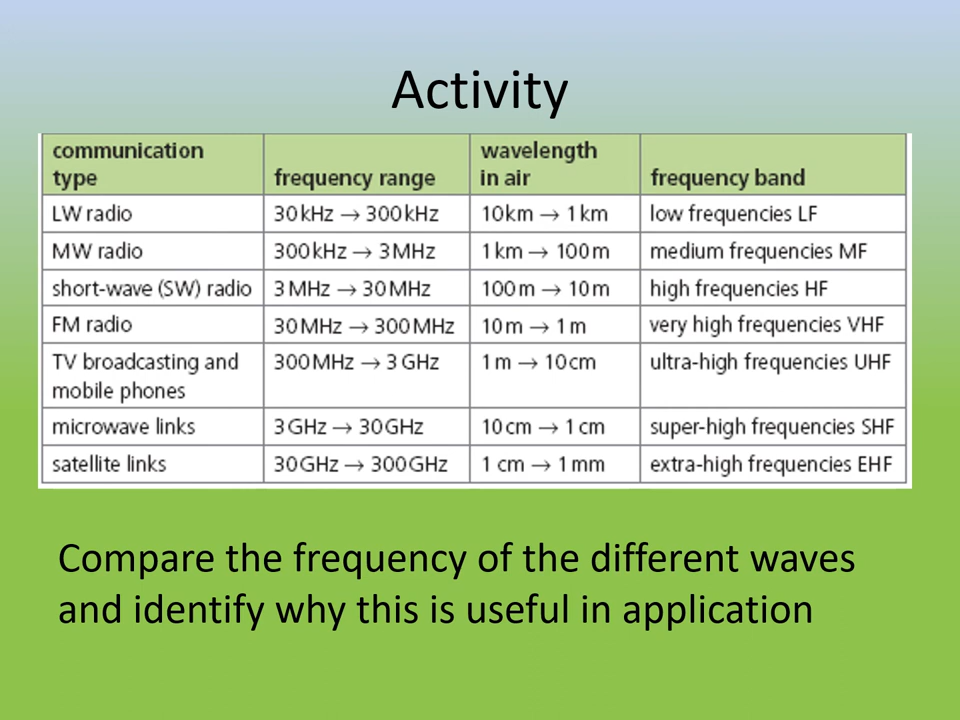 Activity
communication type frequency range wavelength in air frequency band
LW radio 30 kHz → 300 kHz 10 km → 1 km low frequencies LF
MW radio 300 kHz → 3 MHz 1 km → 100 m medium frequencies MF
short-wave (SW) radio 3 MHz → 30 MHz 100 m → 10 m high frequencies HF
FM radio 30 MHz → 300 MHz 10 m → 1 m very high frequencies VHF
TV broadcasting and mobile phones 300 MHz → 3 GHz 1 m → 10 cm ultra-high frequencies UHF
microwave links 3 GHz → 30 GHz 10 cm → 1 cm super-high frequencies SHF
satellite links 30 GHz → 300 GHz 1 cm → 1 mm extra-high frequencies EHF
Compare the frequency of the different waves
and identify why this is useful in application